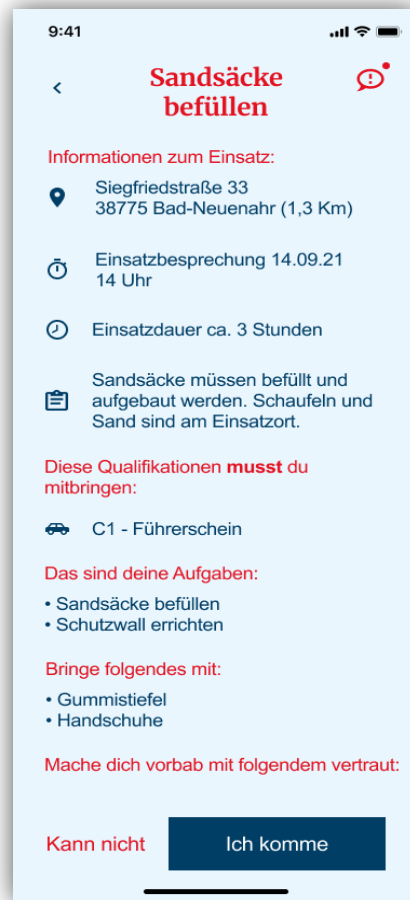 9:41
Sandsäcke
befüllen
Informationen zum Einsatz:
Siegfriedstraße 33
38775 Bad-Neuenahr (1,3 Km)
Einsatzbesprechung 14.09.21
14 Uhr
Einsatzdauer ca. 3 Stunden
Sandsäcke müssen befüllt und
aufgebaut werden. Schaufeln und
Sand sind am Einsatzort.
Diese Qualifikationen musst du
mitbringen:
C1 - Führerschein
Das sind deine Aufgaben:
• Sandsäcke befüllen
• Schutzwall errichten
Bringe folgendes mit:
• Gummistiefel
• Handschuhe
Mache dich vorbab mit folgendem vertraut:
Kann nicht
Ich komme